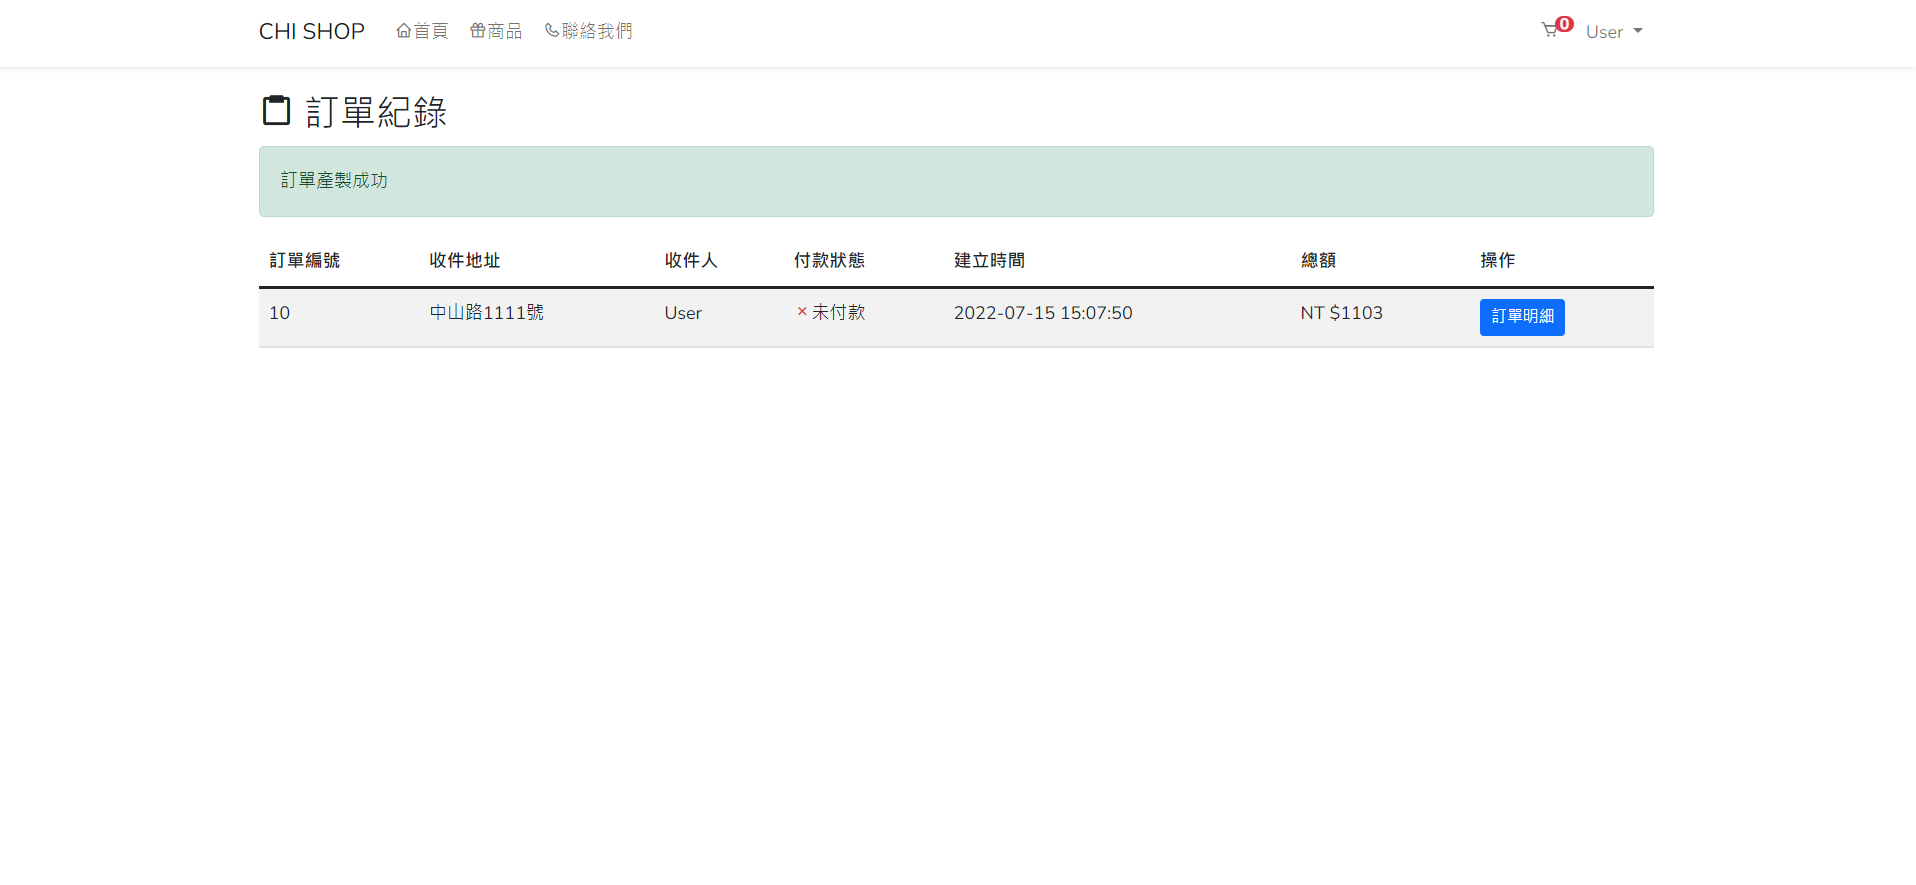 CHI SHOP 首頁 商品 聯絡我們 0 User
訂單紀錄
訂單產製成功
訂單編號 收件地址 收件人 付款狀態 建立時間 總額 操作
10 中山路1111號 User × 未付款 2022-07-15 15:07:50 NT $1103 訂單明細